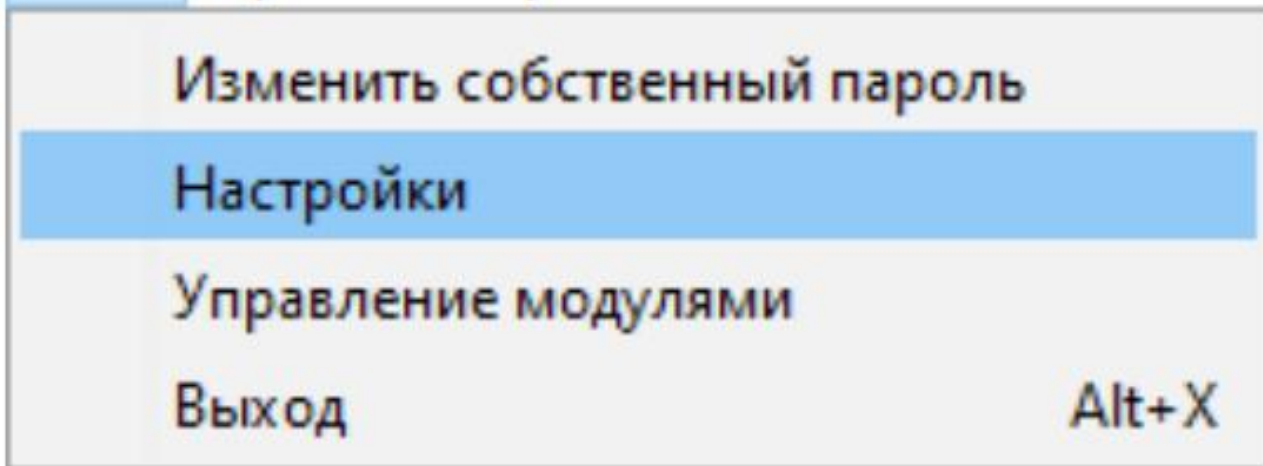 Изменить собственный пароль
Настройки
Управление модулями
Выход Alt+X